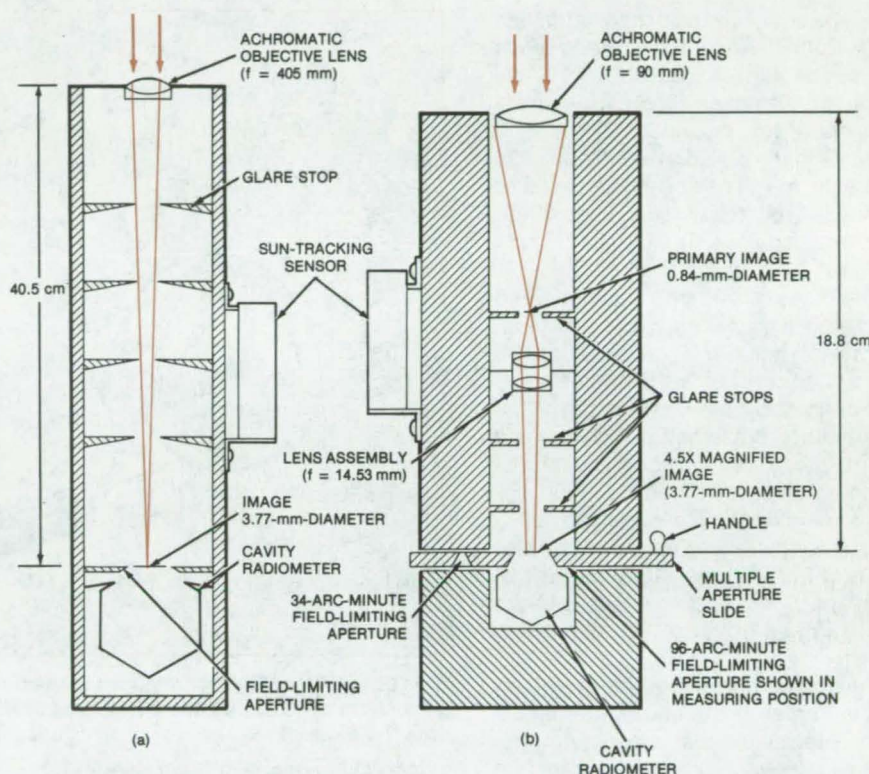 ACHROMATIC
OBJECTIVE LENS
(f = 405 mm)
GLARE STOP
SUN-TRACKING
SENSOR
40.5 cm
IMAGE
3.77-mm-DIAMETER
CAVITY
RADIOMETER
FIELD-LIMITING
APERTURE
(a)
ACHROMATIC
OBJECTIVE LENS
(f = 90 mm)
PRIMARY IMAGE
0.84-mm-DIAMETER
18.8 cm
GLARE STOPS
LENS ASSEMBLY
(f = 14.53 mm)
4.5X MAGNIFIED
IMAGE
(3.77-mm-DIAMETER)
HANDLE
MULTIPLE
APERTURE
SLIDE
34-ARC-MINUTE
FIELD-LIMITING
APERTURE
96-ARC-MINUTE
FIELD-LIMITING
APERTURE SHOWN IN
MEASURING POSITION
CAVITY
RADIOMETER
(b)